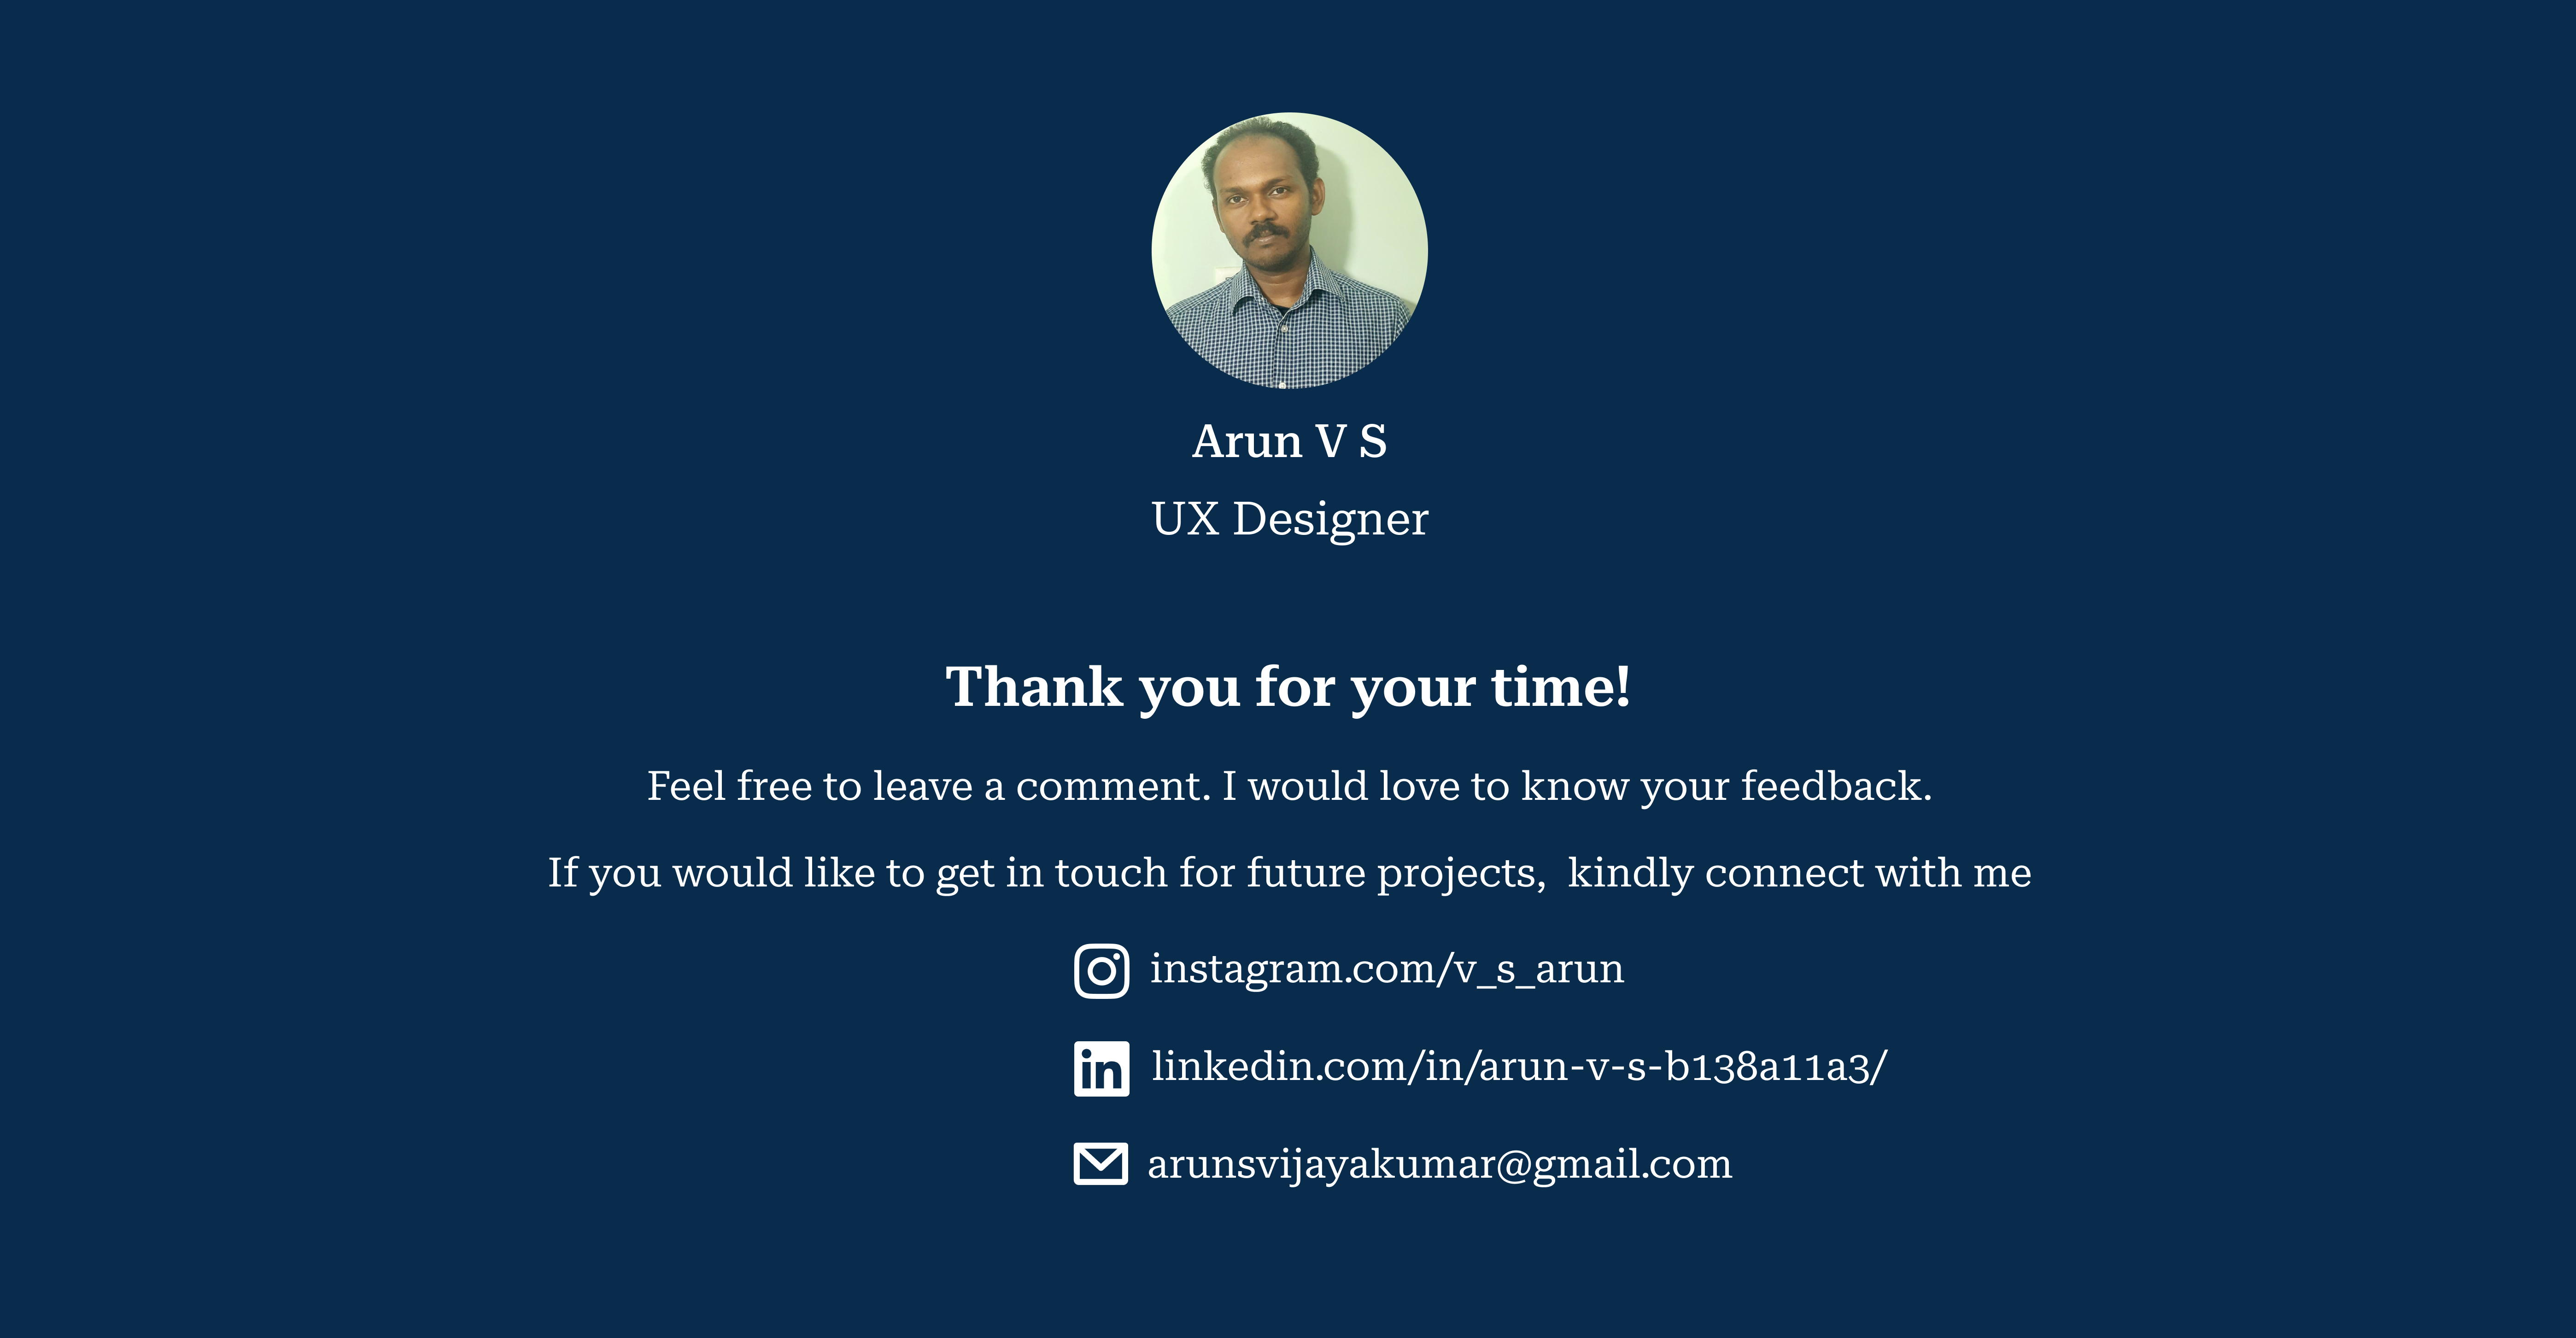 Arun V S
UX Designer
Thank you for your time!
Feel free to leave a comment. I would love to know your feedback.
If you would like to get in touch for future projects,  kindly connect with me
instagram.com/v_s_arun
in linkedin.com/in/arun-v-s-b138a11a3/
arunsvijayakumar@gmail.com